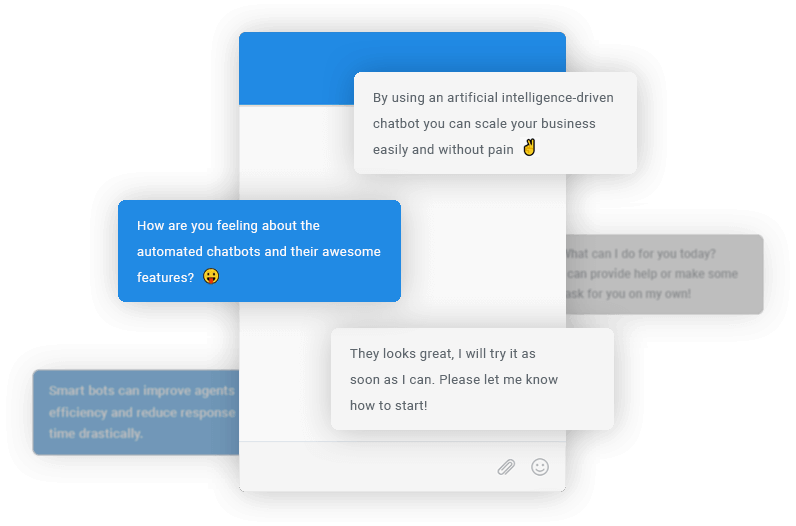 By using an artificial intelligence-driven
chatbot you can scale your business
easily and without pain ✌
How are you feeling about the
automated chatbots and their awesome
features? 😛
What can I do for you today?
can provide help or make some
ask for you on my own!
They looks great, I will try it as
soon as I can. Please let me know
how to start!
Smart bots can improve agents
efficiency and reduce response
time drastically.